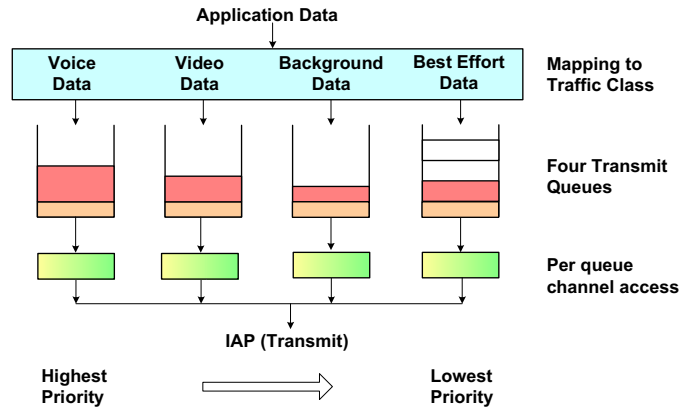 Application Data
Voice
Data
Video
Data
Background
Data
Best Effort
Data
Mapping to
Traffic Class
Four Transmit
Queues
Per queue
channel access
IAP (Transmit)
Highest
Priority
Lowest
Priority